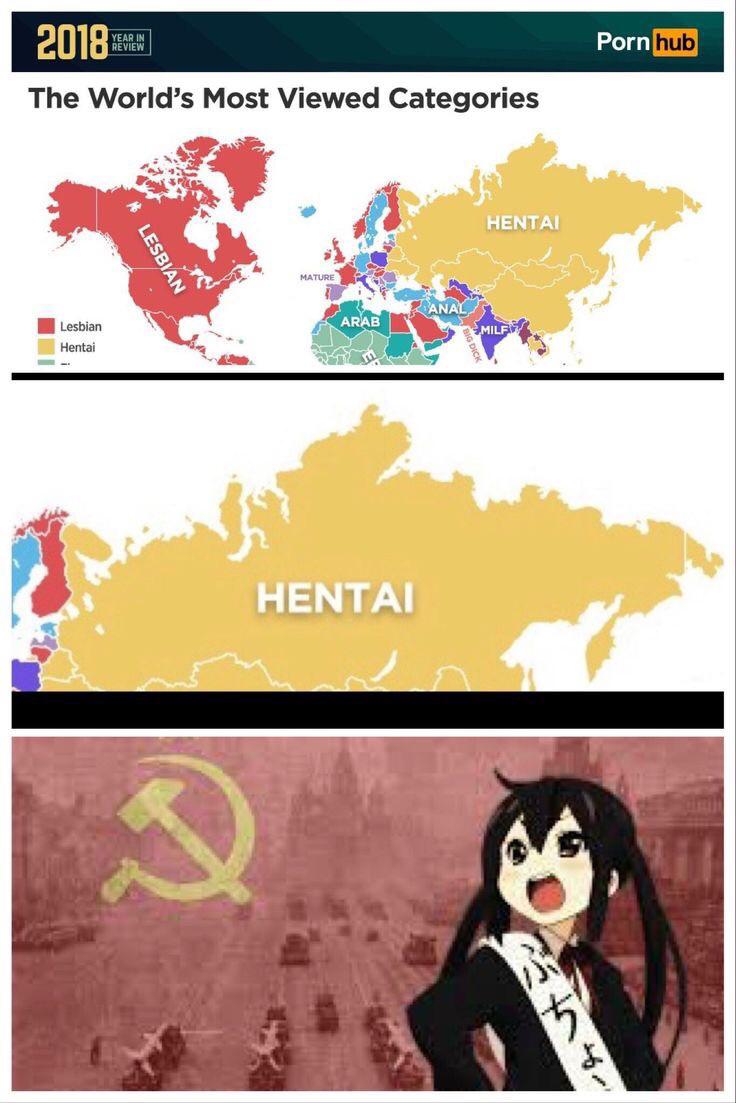 2018 YEAR IN REVIEW
Porn hub
The World's Most Viewed Categories
LESBIAN
HENTAI
MATURE
ARAB
ANAL
MILF
BIG DICK
Lesbian
Hentai
HENTAI
ぶちょー